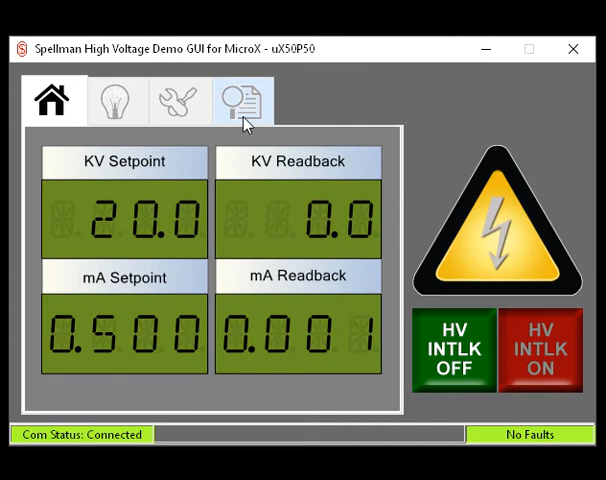 Spellman High Voltage Demo GUI for MicroX - uX50P50
KV Setpoint
KV Readback
20.0
0.0
mA Setpoint
mA Readback
0.500
0.001
HV
INTLK
OFF
HV
INTLK
ON
Com Status: Connected
No Faults